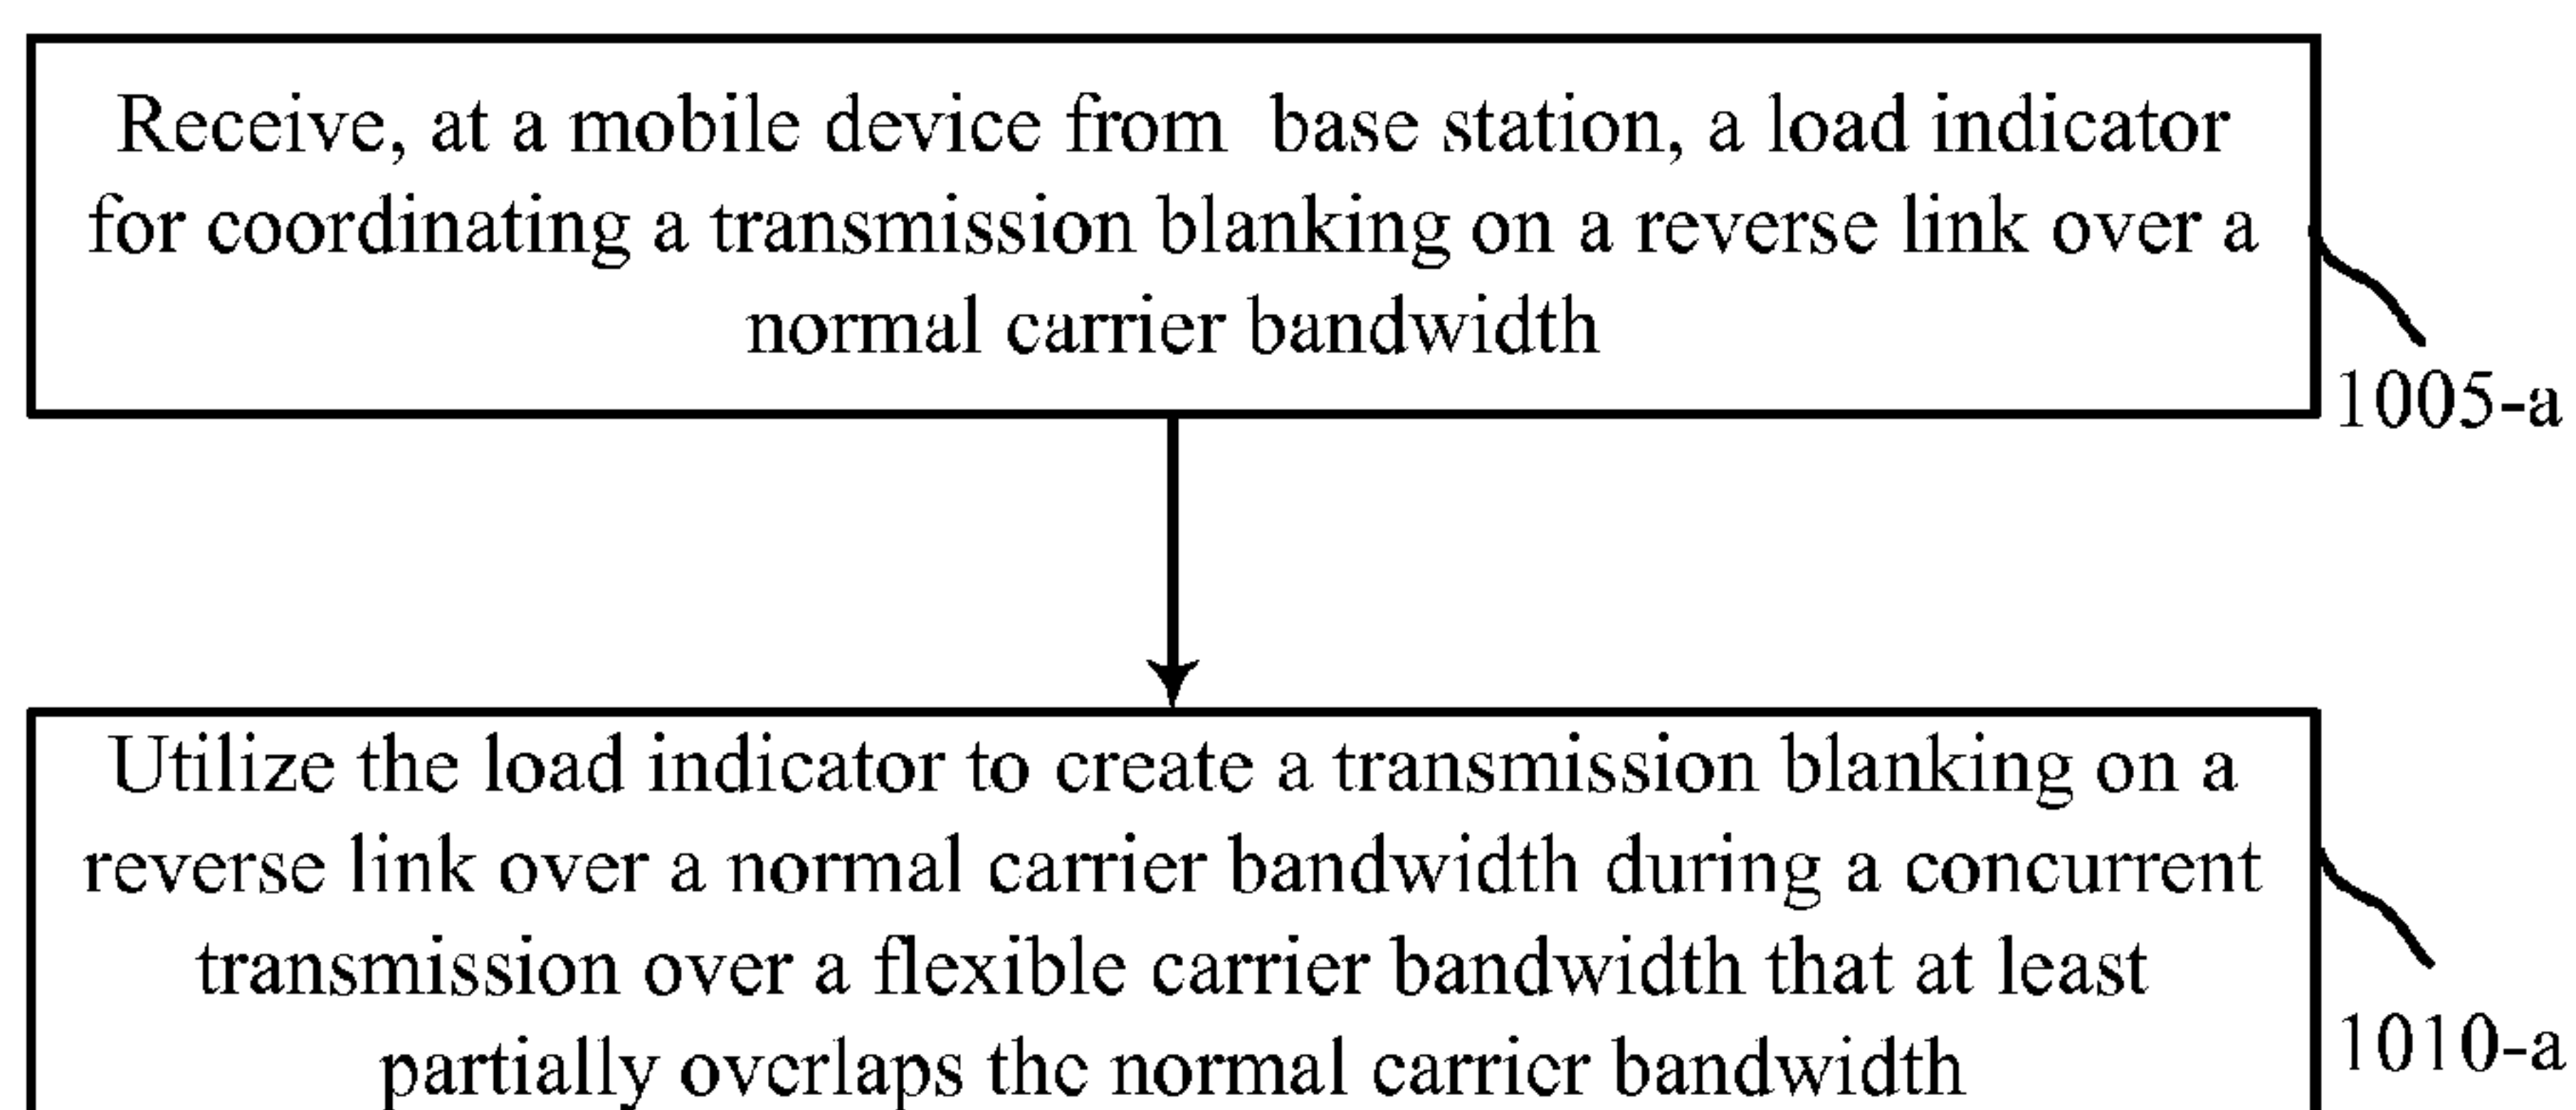 Receive, at a mobile device from base station, a load indicator
for coordinating a transmission blanking on a reverse link over a
normal carrier bandwidth
1005-a
Utilize the load indicator to create a transmission blanking on a
reverse link over a normal carrier bandwidth during a concurrent
transmission over a flexible carrier bandwidth that at least
partially overlaps the normal carrier bandwidth
1010-a